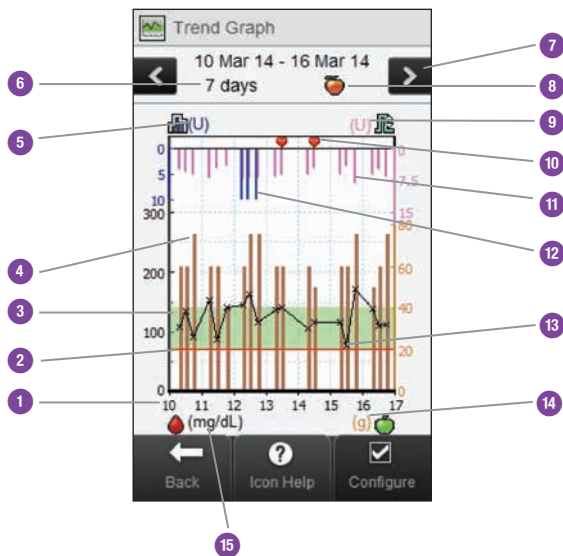 Trend Graph
10 Mar 14 - 16 Mar 14
7
6
7 days
8
5
(U)
(U)
9
0
0
10
5
7.5
11
10
15
300
80
12
4
200
60
3
40
13
100
2
20
1
0
0
10 11 12 13 14 15 16 17
(mg/dL)
(g)
14
?
Back
Icon Help
Configure
15